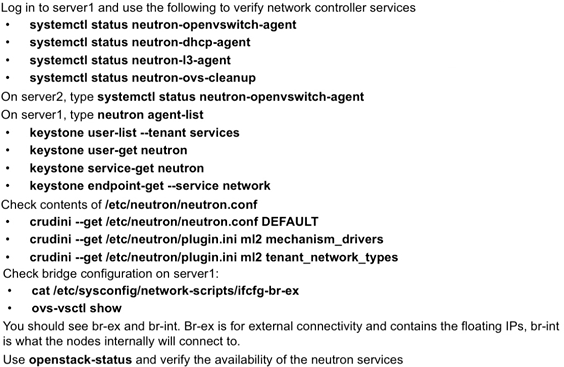 Log in to server1 and use the following to verify network controller services
• systemctl status neutron-openvswitch-agent
• systemctl status neutron-dhcp-agent
• systemctl status neutron-l3-agent
• systemctl status neutron-ovs-cleanup
On server2, type systemctl status neutron-openvswitch-agent
On server1, type neutron agent-list
• keystone user-list --tenant services
• keystone user-get neutron
• keystone service-get neutron
• keystone endpoint-get --service network
Check contents of /etc/neutron/neutron.conf
• crudini --get /etc/neutron/neutron.conf DEFAULT
• crudini --get /etc/neutron/plugin.ini ml2 mechanism_drivers
• crudini --get /etc/neutron/plugin.ini ml2 tenant_network_types
Check bridge configuration on server1:
• cat /etc/sysconfig/network-scripts/ifcfg-br-ex
• ovs-vsctl show
You should see br-ex and br-int. Br-ex is for external connectivity and contains the floating IPs, br-int
is what the nodes internally will connect to.
Use openstack-status and verify the availability of the neutron services